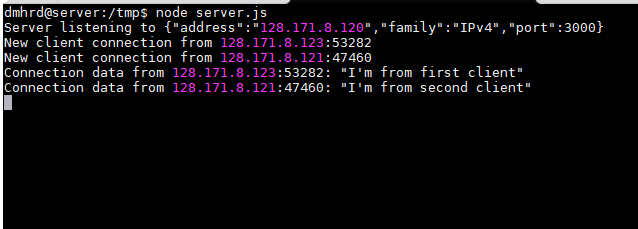 dmhrd@server:/tmp$ node server.js
Server listening to {"address":"128.171.8.120","family":"IPv4","port":3000}
New client connection from 128.171.8.123:53282
New client connection from 128.171.8.121:47460
Connection data from 128.171.8.123:53282: "I'm from first client"
Connection data from 128.171.8.121:47460: "I'm from second client"